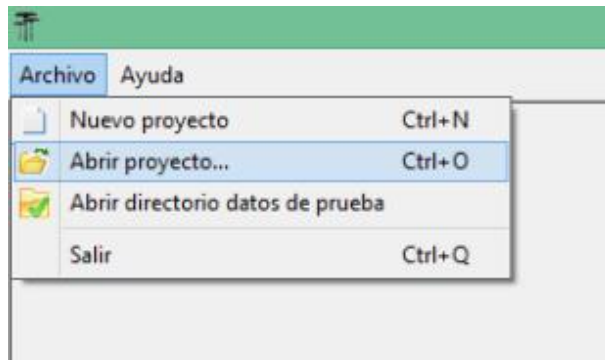 Archivo Ayuda
Nuevo proyecto Ctrl+N
Abrir proyecto... Ctrl+O
Abrir directorio datos de prueba
Salir Ctrl+Q